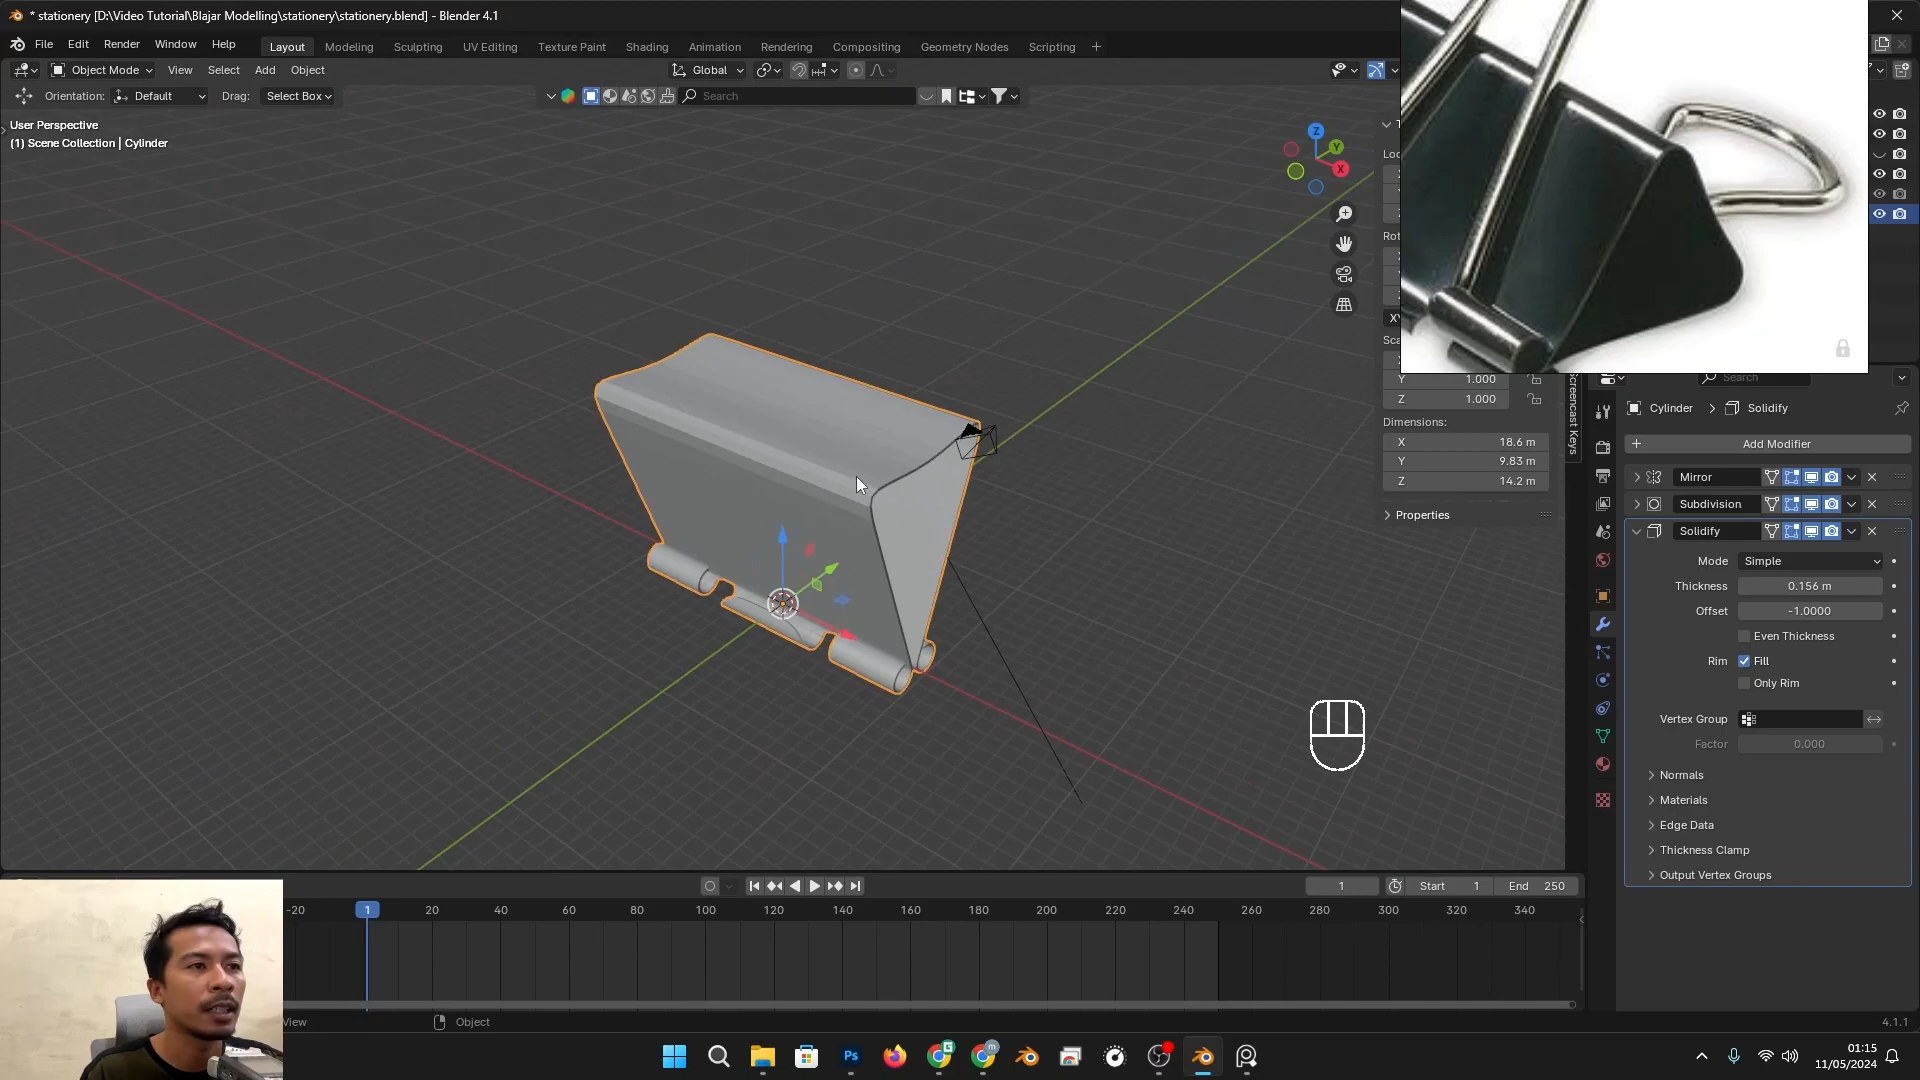 * stationery [D:\Video Tutorial\Blajar Modelling\stationery\stationery.blend] - Blender 4.1
File Edit Render Window Help
Layout Modeling Sculpting UV Editing Texture Paint Shading Animation Rendering Compositing Geometry Nodes Scripting
Object Mode View Select Add Object Global
Orientation: Default Drag: Select Box Search
User Perspective
(1) Scene Collection | Cylinder
Z
Y
X
Y 1.000
Z 1.000
Dimensions:
X 18.6 m
Y 9.83 m
Z 14.2 m
Properties
Screencast Keys
Search
Cylinder Solidify
Add Modifier
Mirror
Subdivision
Solidify
Mode Simple
Thickness 0.156 m
Offset -1.0000
Even Thickness
Rim Fill
Only Rim
Vertex Group
Factor 0.000
Normals
Materials
Edge Data
Thickness Clamp
Output Vertex Groups
1 Start 1 End 250
-20 1 20 40 60 80 100 120 140 160 180 200 220 240 260 280 300 320 340
View Object
4.1.1
Ps
01:15
11/05/2024